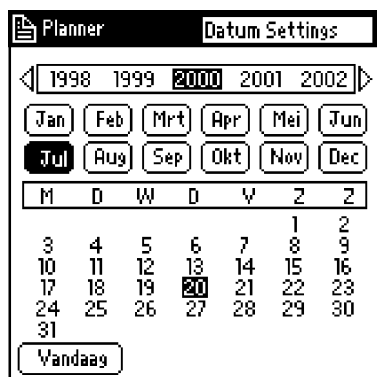 Planner Datum Settings
1998 1999 2000 2001 2002
Jan Feb Mrt Apr Mei Jun
Jul Aug Sep Okt Nov Dec
M D W D V Z Z
1 2
3 4 5 6 7 8 9
10 11 12 13 14 15 16
17 18 19 20 21 22 23
24 25 26 27 28 29 30
31
Vandaag